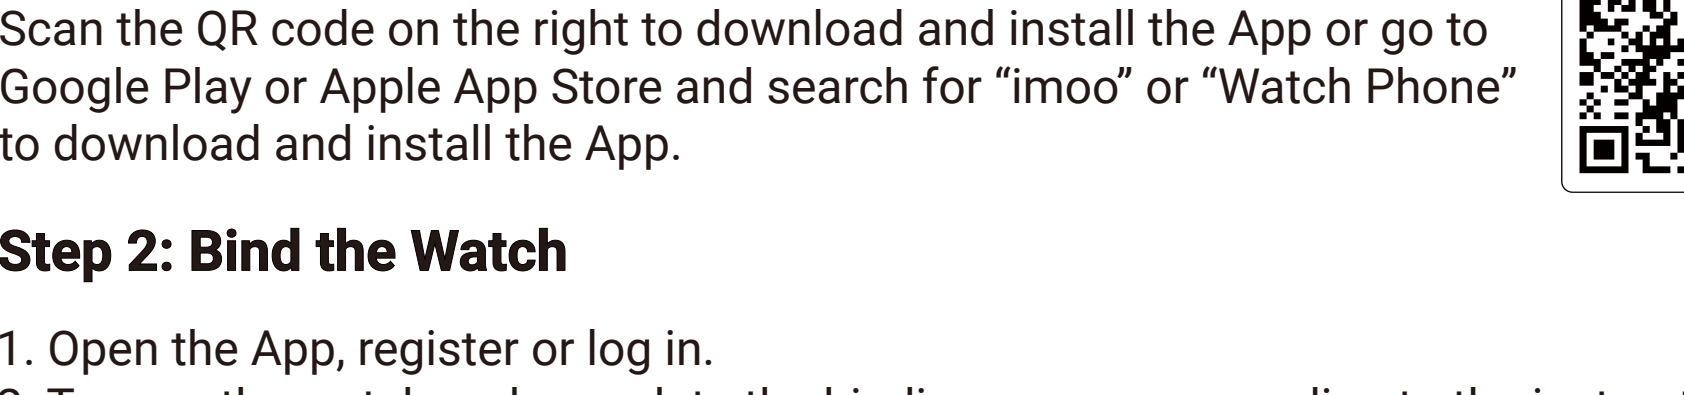 Scan the QR code on the right to download and install the App or go to
Google Play or Apple App Store and search for “imoo” or “Watch Phone”
to download and install the App.
Step 2: Bind the Watch
1. Open the App, register or log in.